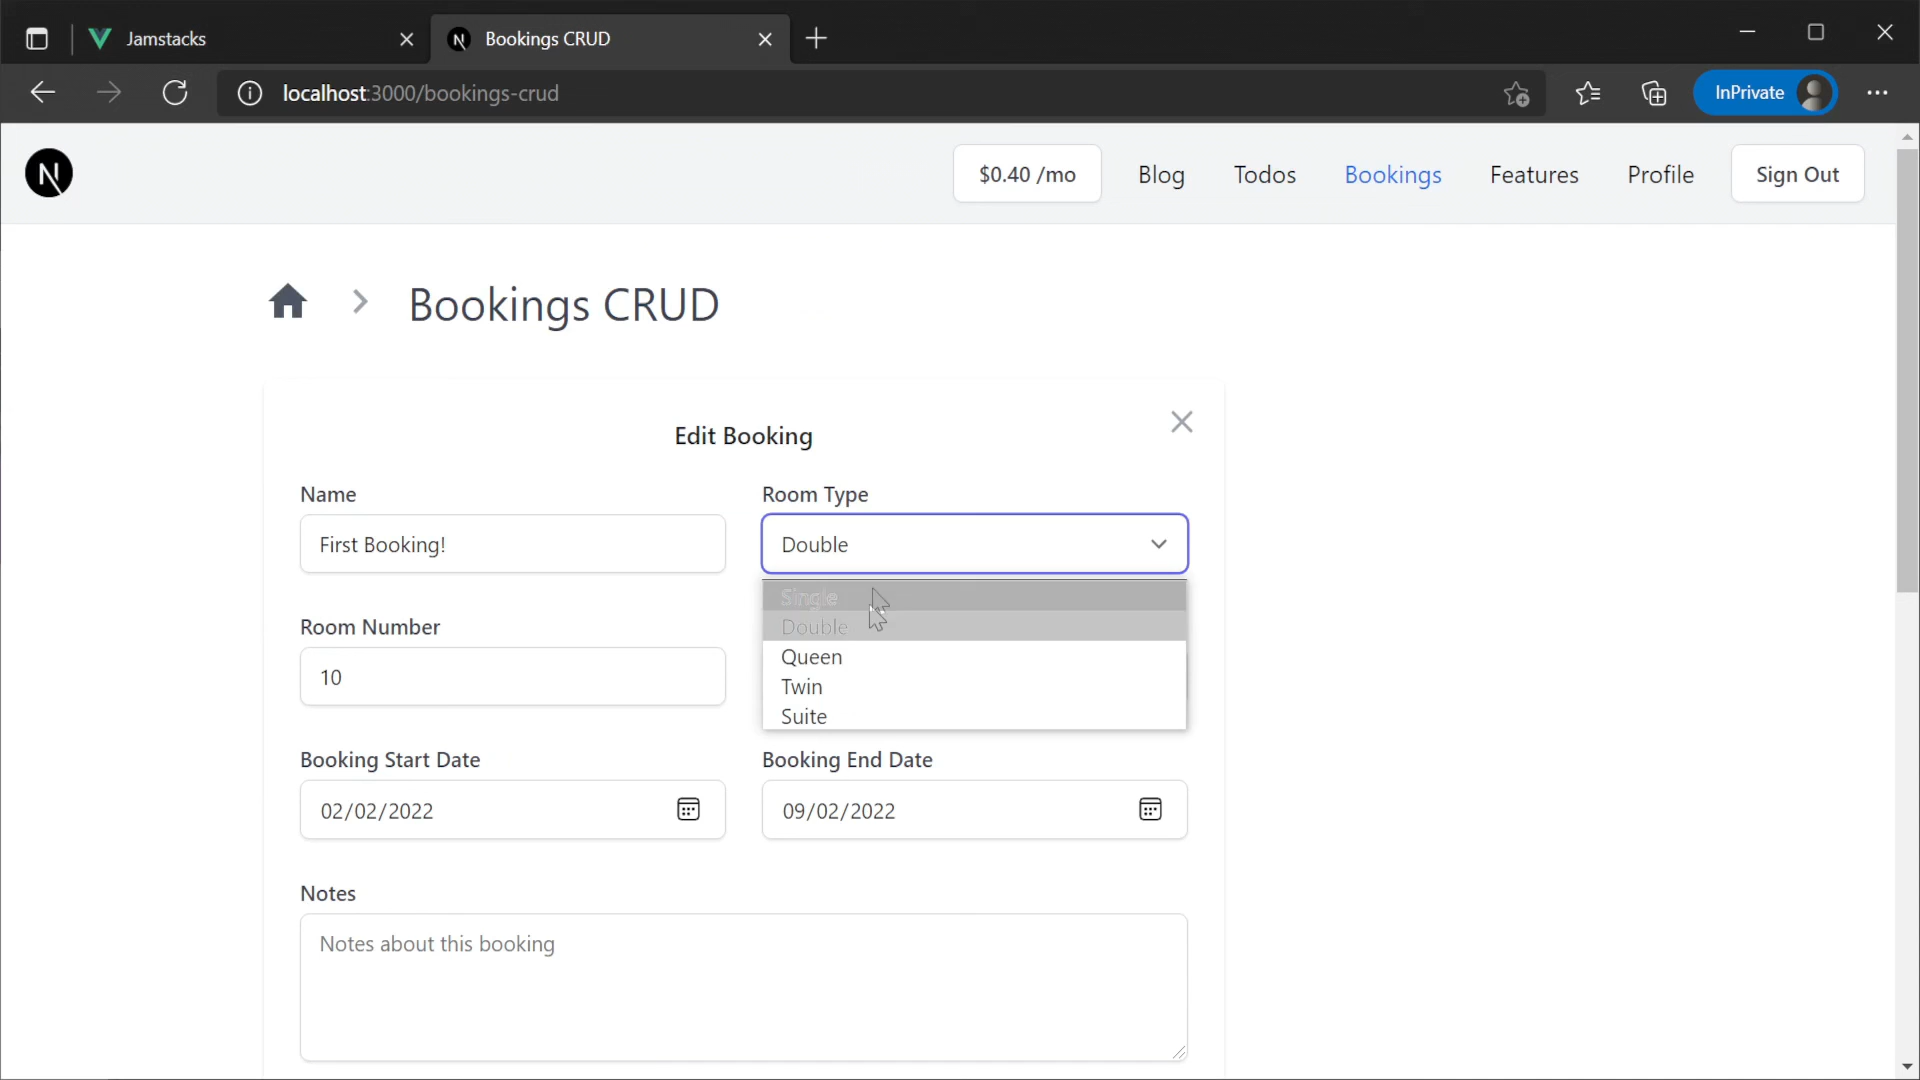 Jamstacks
Bookings CRUD
localhost:3000/bookings-crud
InPrivate
N
$0.40 /mo
Blog
Todos
Bookings
Features
Profile
Sign Out
Bookings CRUD
Edit Booking
Name
Room Type
First Booking!
Double
Single
Double
Queen
Twin
Suite
Room Number
10
Booking Start Date
Booking End Date
02/02/2022
09/02/2022
Notes
Notes about this booking